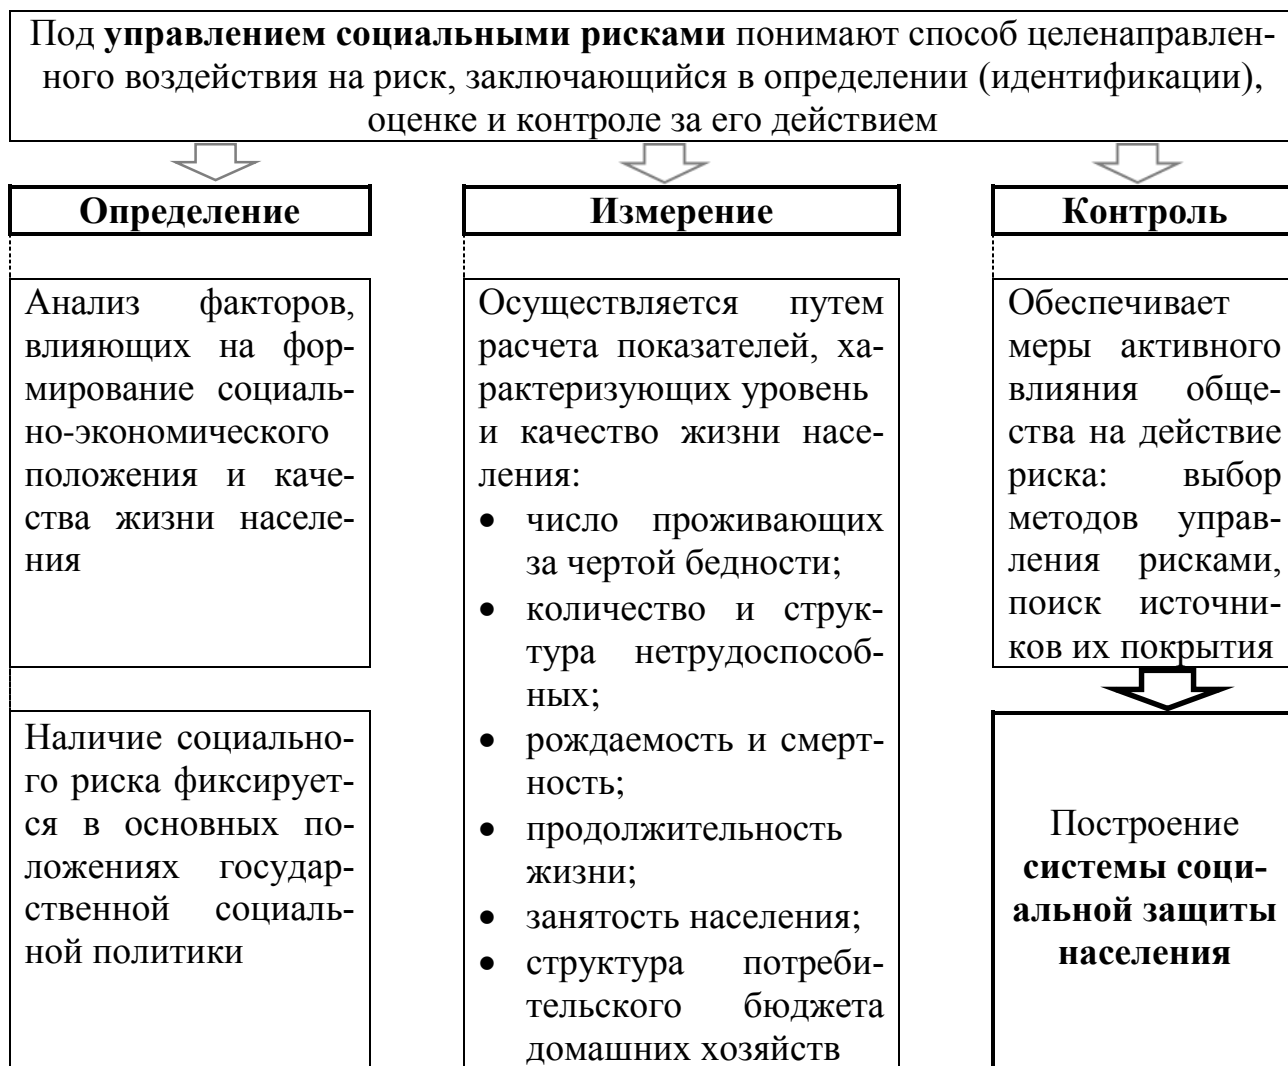 Под управлением социальными рисками понимают способ целенаправлен-
ного воздействия на риск, заключающийся в определении (идентификации),
оценке и контроле за его действием
Определение
Анализ факторов,
влияющих на фор-
мирование социаль-
но-экономического
положения и каче-
ства жизни населе-
ния
Наличие социально-
го риска фиксирует-
ся в основных по-
ложениях государ-
ственной социаль-
ной политики
Измерение
Осуществляется путем
расчета показателей, ха-
рактеризующих уровень
и качество жизни насе-
ления:
• число проживающих
за чертой бедности;
• количество и струк-
тура нетрудоспособ-
ных;
• рождаемость и смерт-
ность;
• продолжительность
жизни;
• занятость населения;
• структура потреби-
тельского бюджета
домашних хозяйств
Контроль
Обеспечивает
меры активного
влияния обще-
ства на действие
риска: выбор
методов управ-
ления рисками,
поиск источни-
ков их покрытия
Построение
системы соци-
альной защиты
населения